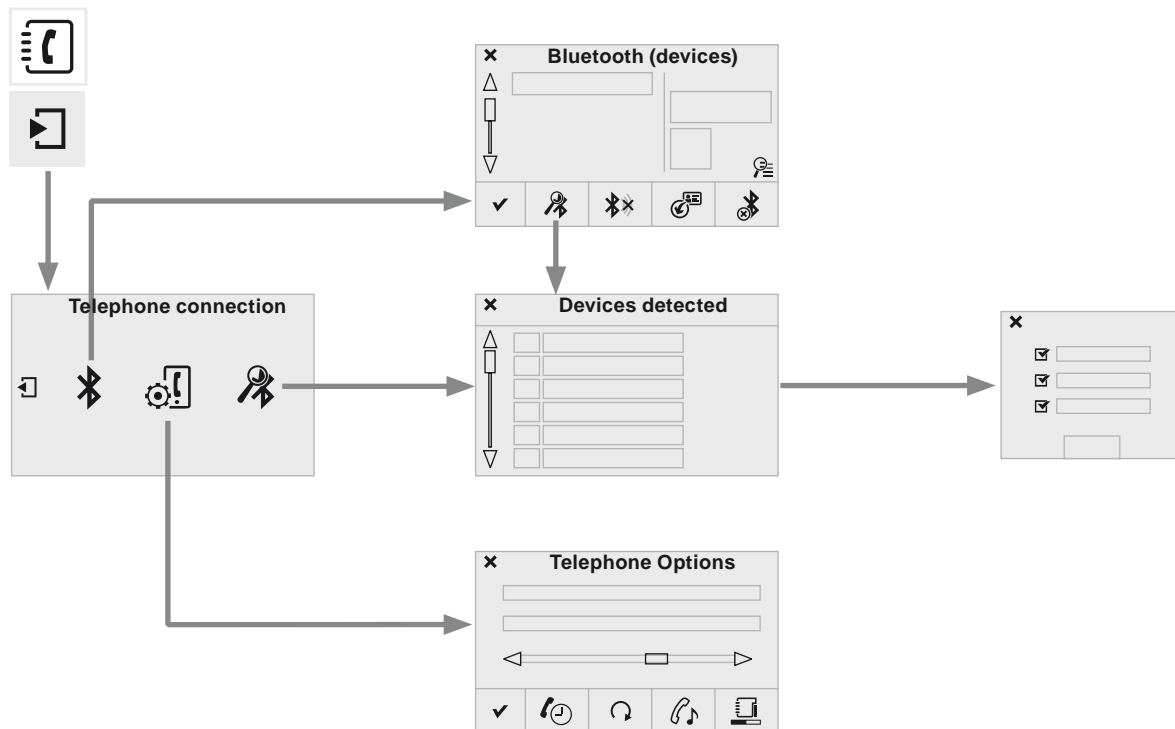 Bluetooth (devices)
Telephone connection
Devices detected
Telephone Options